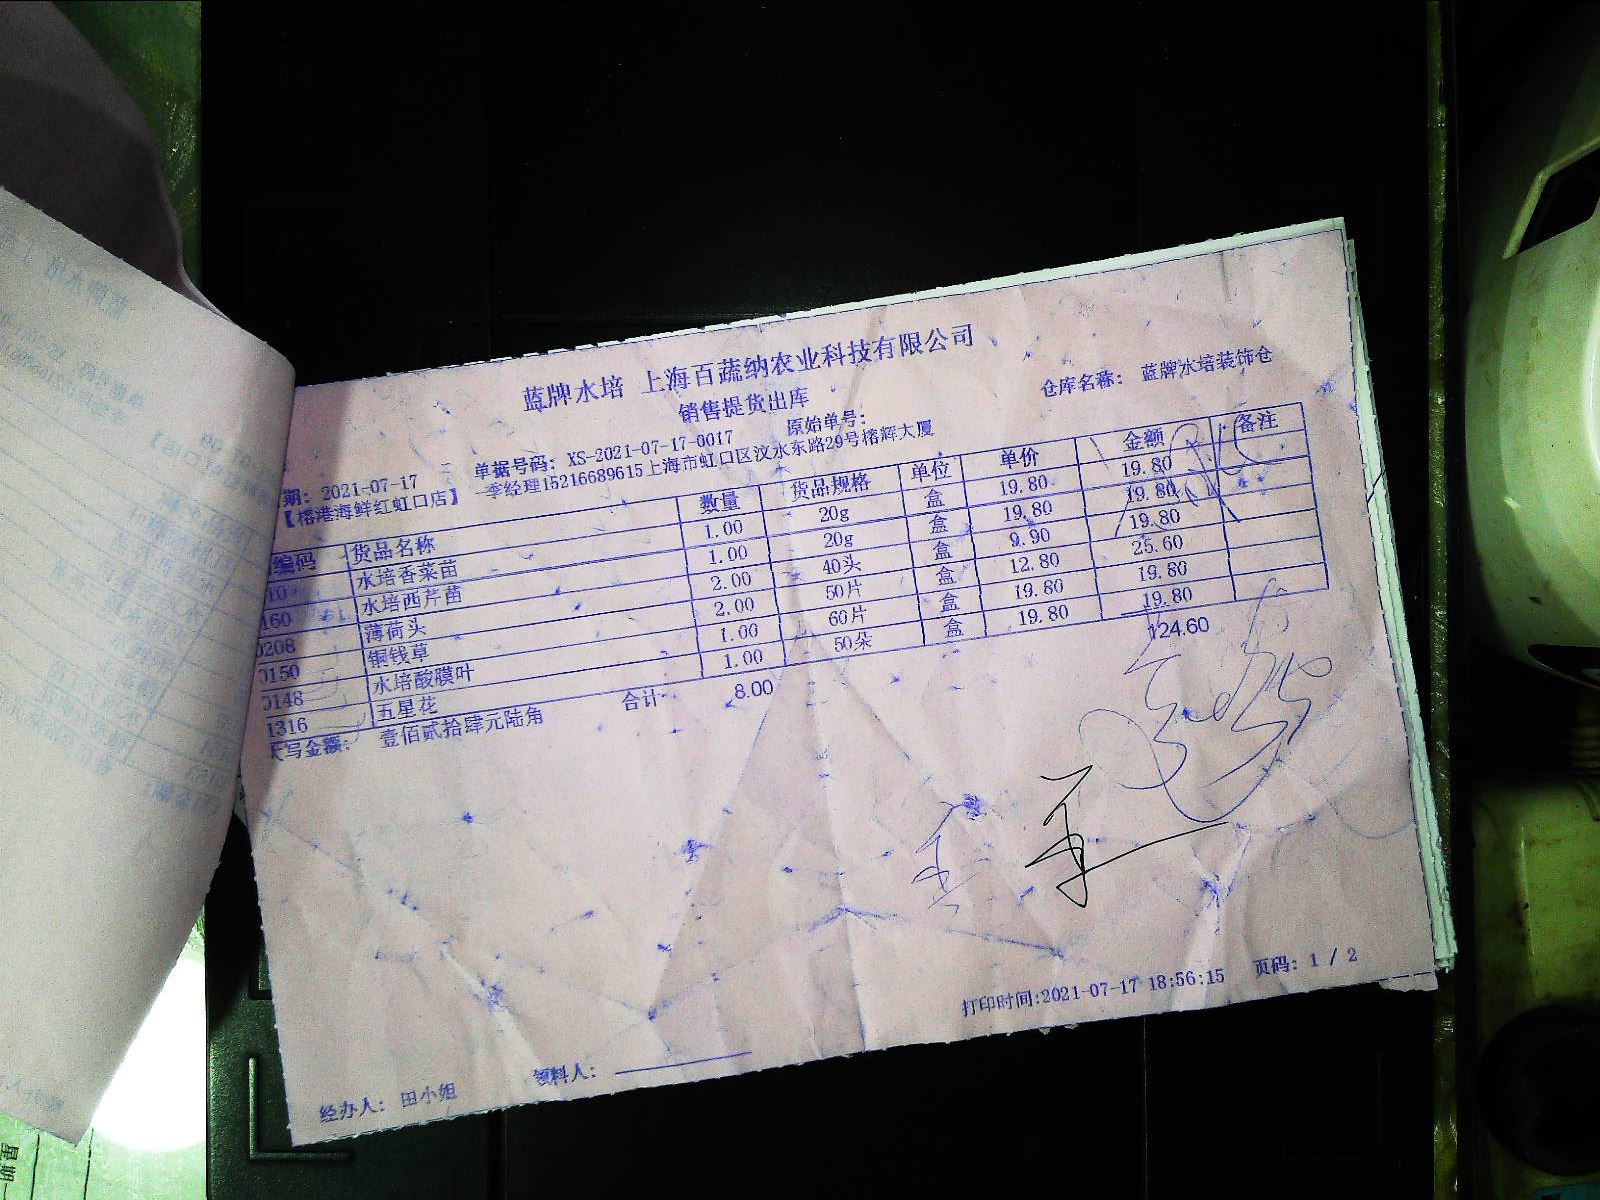 蓝牌水培 上海百蔬纳农业科技有限公司
销售提货出库
仓库名称: 蓝牌水培装饰仓
期: 2021-07-17 单据号码: XS-2021-07-17-0017 原始单号:
【榕港海鲜红虹口店】 李经理15216689615上海市虹口区汶水东路29号榕辉大厦
编码 货品名称 数量 货品规格 单位 单价 金额 备注
10 水培香菜苗 1.00 20g 盒 19.80 19.80
160 水培西芹苗 1.00 20g 盒 19.80 19.80
0208 薄荷头 2.00 40头 盒 9.90 19.80
0150 铜钱草 2.00 50片 盒 12.80 25.60
0148 水培酸膜叶 1.00 60片 盒 19.80 19.80
1316 五星花 1.00 50朵 盒 19.80 19.80
合计 8.00 124.60
写金额: 壹佰贰拾肆元陆角
打印时间:2021-07-17 18:56:15 页码: 1 / 2
经办人: 田小姐 领料人: